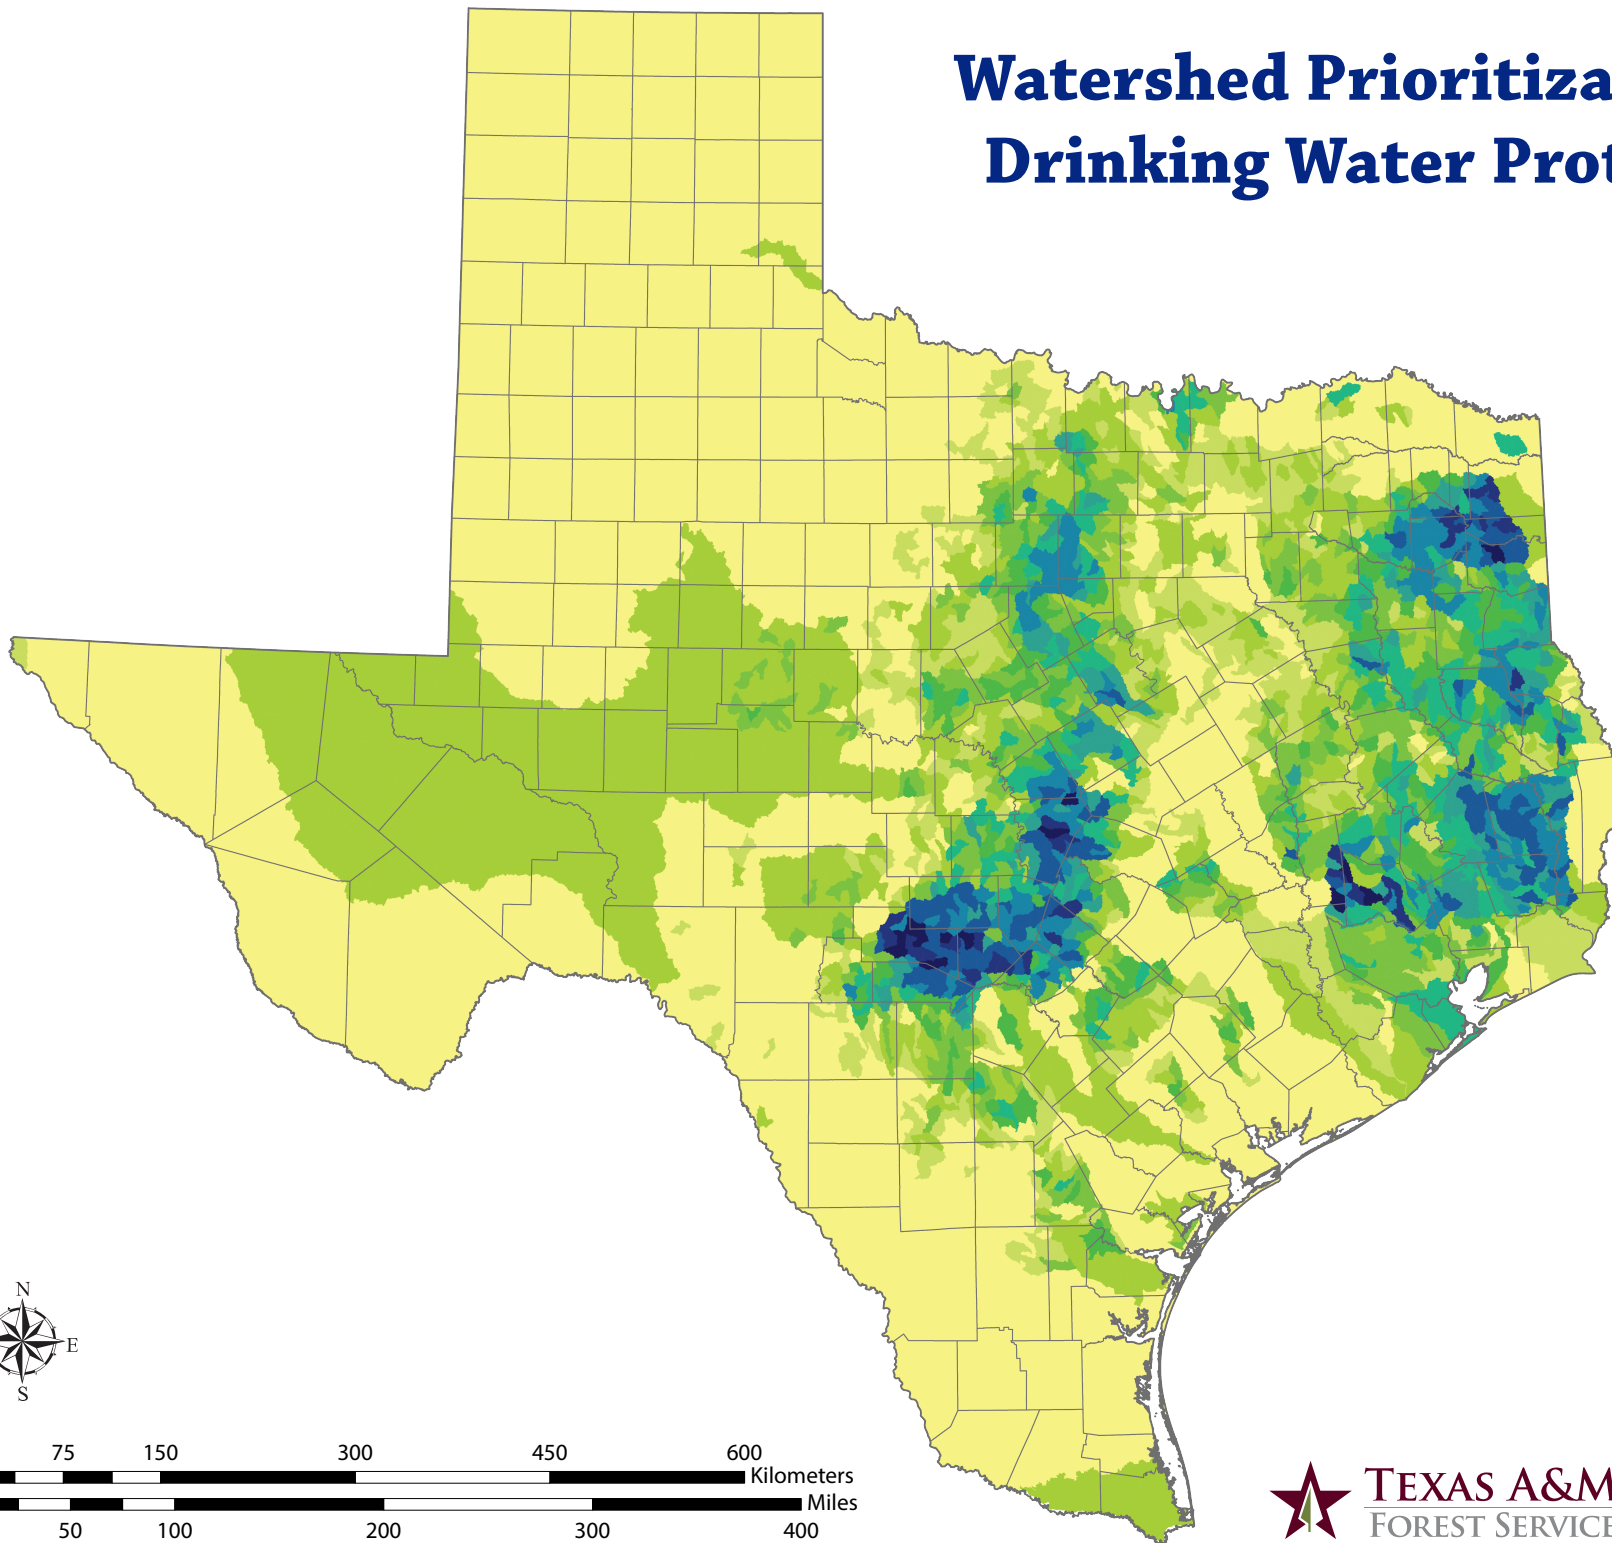 Watershed Prioritiza
Drinking Water Prot
N
E
S
75 150 300 450 600
Kilometers
Miles
50 100 200 300 400
TEXAS A&M
FOREST SERVICE